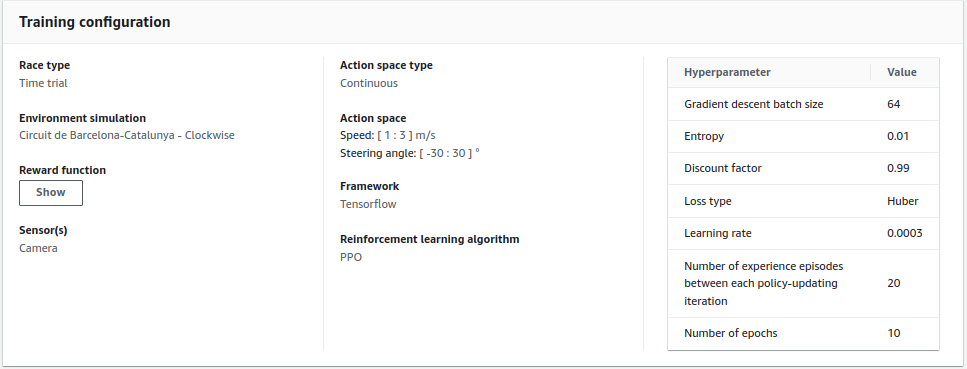 Training configuration
Race type
Time trial
Environment simulation
Circuit de Barcelona-Catalunya - Clockwise
Reward function
Show
Sensor(s)
Camera
Action space type
Continuous
Action space
Speed: [ 1 : 3 ] m/s
Steering angle: [ -30 : 30 ] °
Framework
Tensorflow
Reinforcement learning algorithm
PPO
Hyperparameter Value
Gradient descent batch size 64
Entropy 0.01
Discount factor 0.99
Loss type Huber
Learning rate 0.0003
Number of experience episodes
between each policy-updating 20
iteration
Number of epochs 10